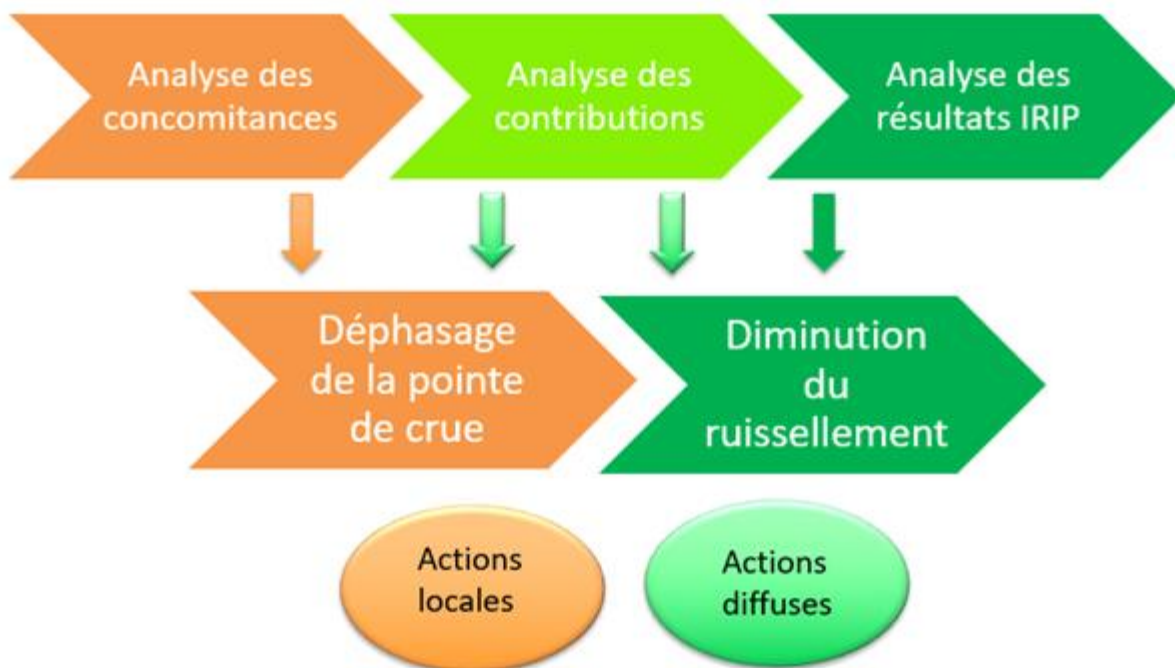 Analyse des
concomitances
Analyse des
contributions
Analyse des
résultats IRIP
Déphasage
de la pointe
de crue
Diminution
du
ruissellement
Actions
locales
Actions
diffuses